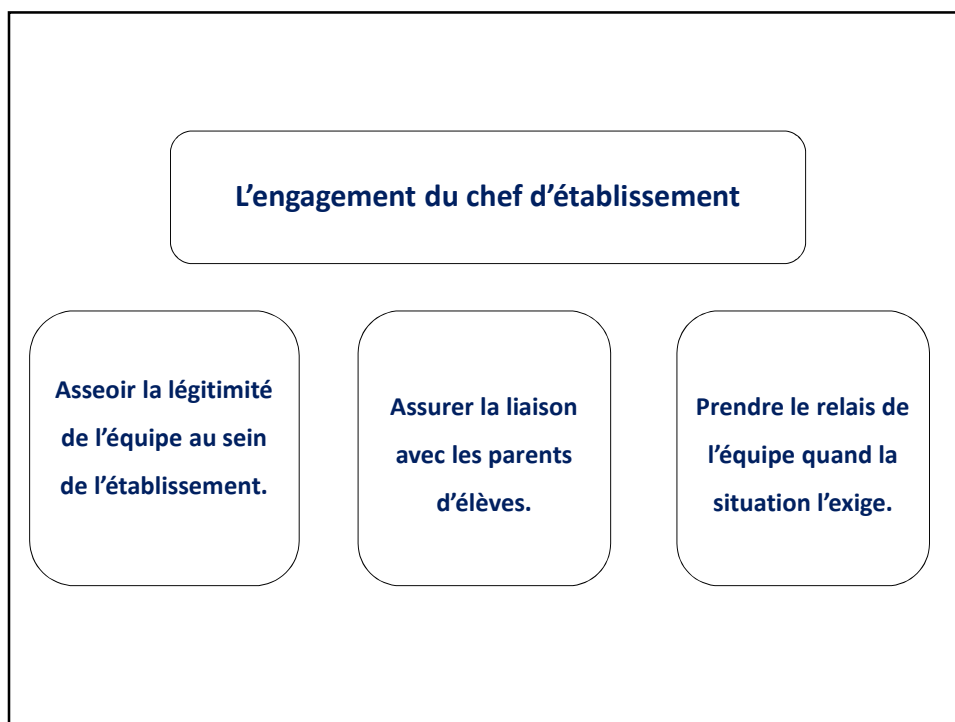 L’engagement du chef d’établissement
Asseoir la légitimité
de l’équipe au sein
de l’établissement.
Assurer la liaison
avec les parents
d’élèves.
Prendre le relais de
l’équipe quand la
situation l’exige.